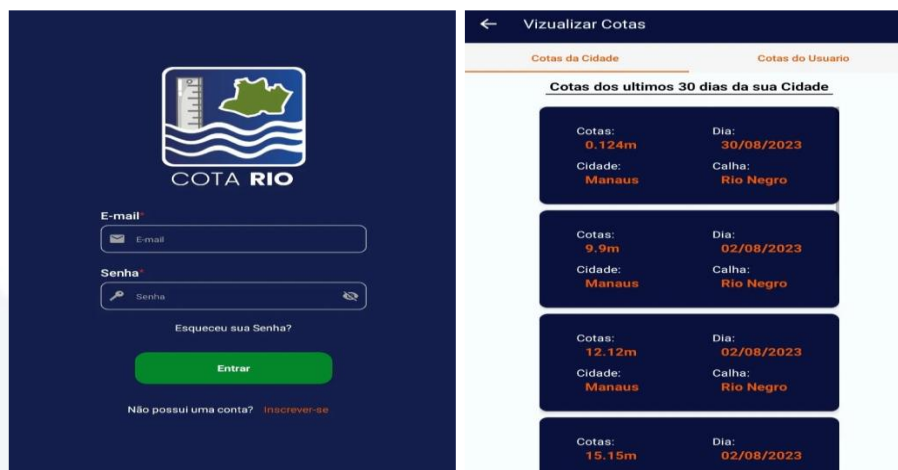 COTA RIO
E-mail*
E-mail
Senha*
Senha
Esqueceu sua Senha?
Entrar
Não possui uma conta? Inscrever-se
Vizualizar Cotas
Cotas da Cidade Cotas do Usuario
Cotas dos ultimos 30 dias da sua Cidade
Cotas: Dia:
0.124m 30/08/2023
Cidade: Calha:
Manaus Rio Negro
Cotas: Dia:
9.9m 02/08/2023
Cidade: Calha:
Manaus Rio Negro
Cotas: Dia:
12.12m 02/08/2023
Cidade: Calha:
Manaus Rio Negro
Cotas: Dia:
15.15m 02/08/2023